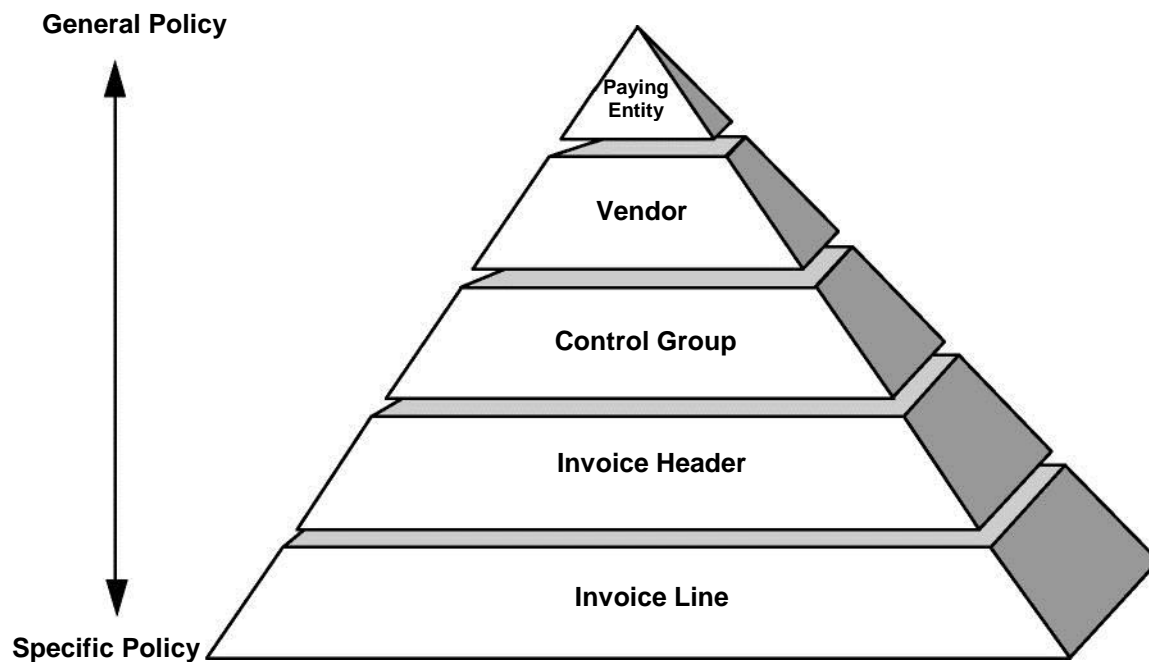 General Policy
Paying
Entity
Vendor
Control Group
Invoice Header
Invoice Line
Specific Policy